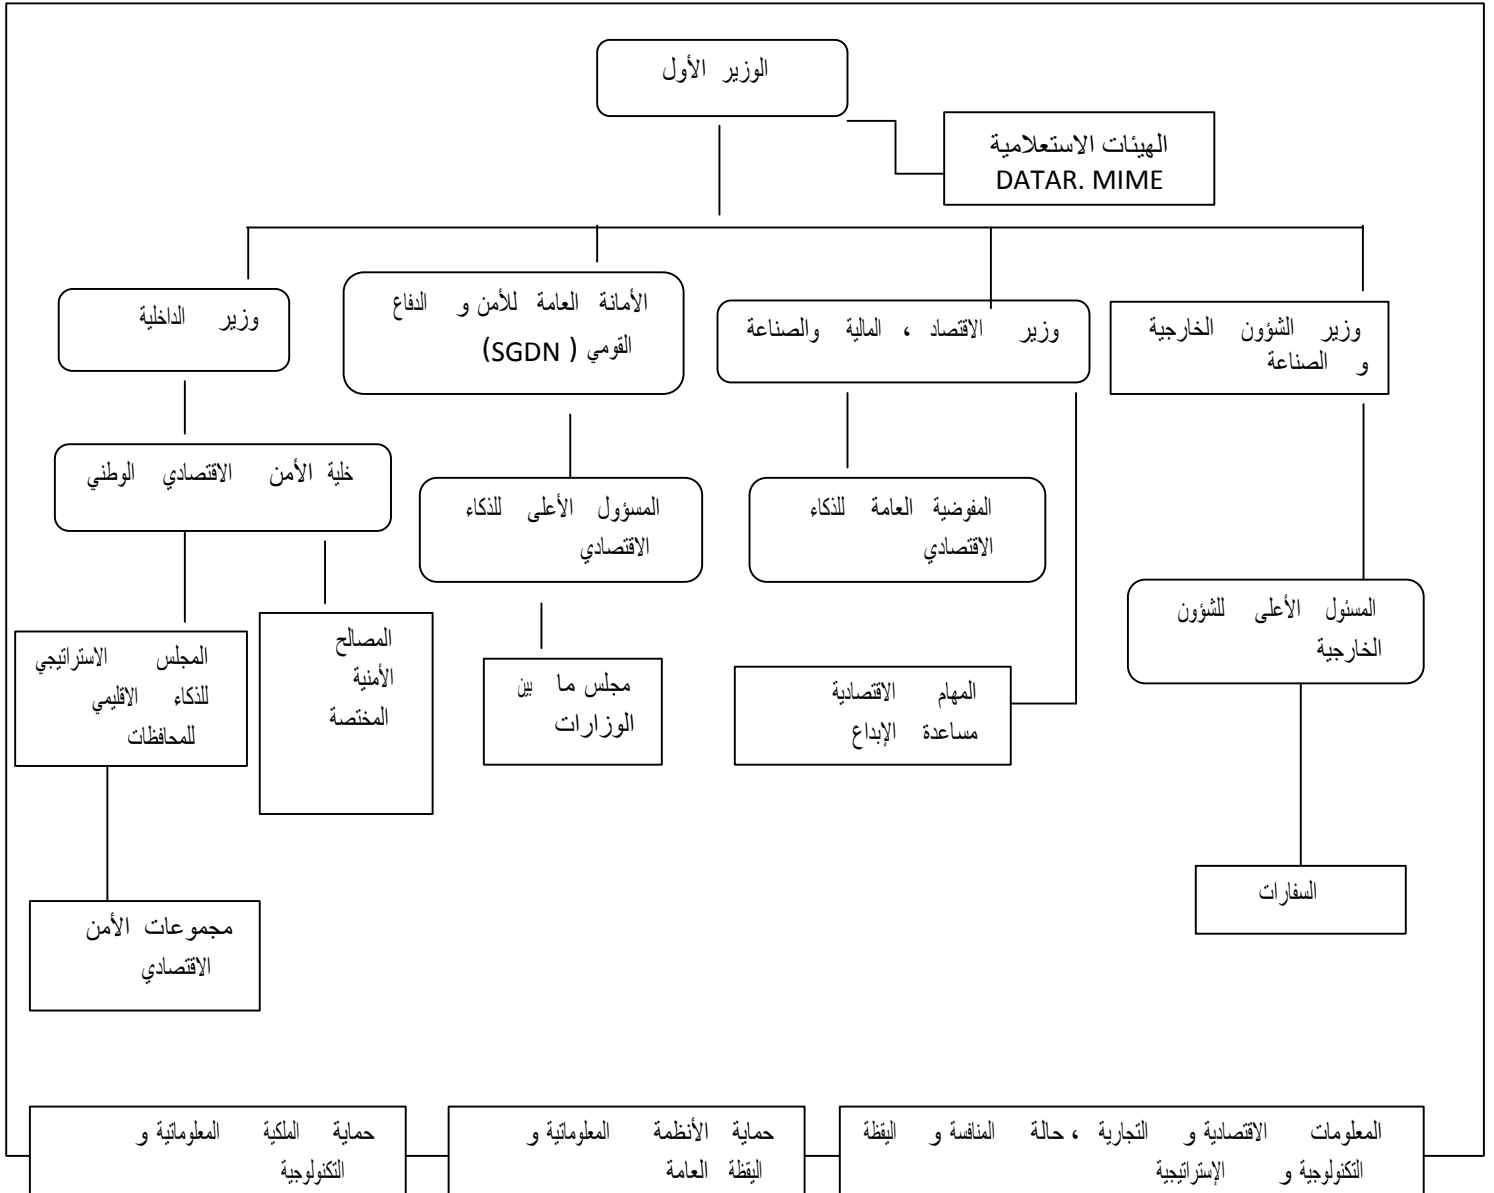 الوزير الأول
الهيئات الاستعلامية
DATAR. MIME
وزير الشؤون الخارجية
و الصناعة
وزير الاقتصاد ، المالية والصناعة
الأمانة العامة للأمن و الدفاع
القومي ( SGDN)
وزير الداخلية
خلية الأمن الاقتصادي الوطني
المسؤول الأعلى للذكاء
الاقتصادي
المفوضية العامة للذكاء
الاقتصادي
المسئول الأعلى للشؤون
الخارجية
المهام الاقتصادية
مساعدة الإبداع
مجلس ما بين
الوزارات
المصالح
الأمنية
المختصة
المجلس الاستراتيجي
للذكاء الاقليمي
للمحافظات
السفارات
مجموعات الأمن
الاقتصادي
المعلومات الاقتصادية و التجارية ، حالة المنافسة و اليقظة
التكنولوجية و الإستراتيجية
حماية الأنظمة المعلوماتية و
اليقظة العامة
حماية الملكية المعلوماتية و
التكنولوجية